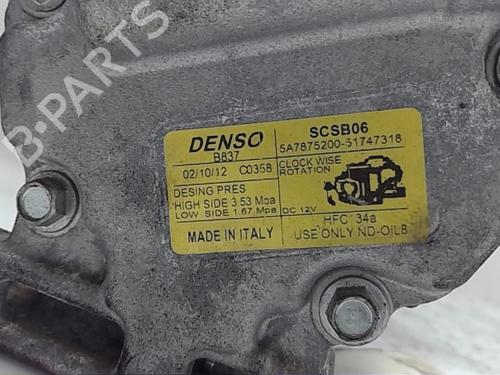 B-PARTS
DENSO
B837
SCSB06
5A7875200-51747318
02/10/12 C0358
CLOCK WISE
ROTATION
DESING PRES
HIGH SIDE 3.53 Mpa
LOW SIDE 1.67 Mpa
DC 12V
HFC 34a
MADE IN ITALY
USE ONLY ND-OIL8